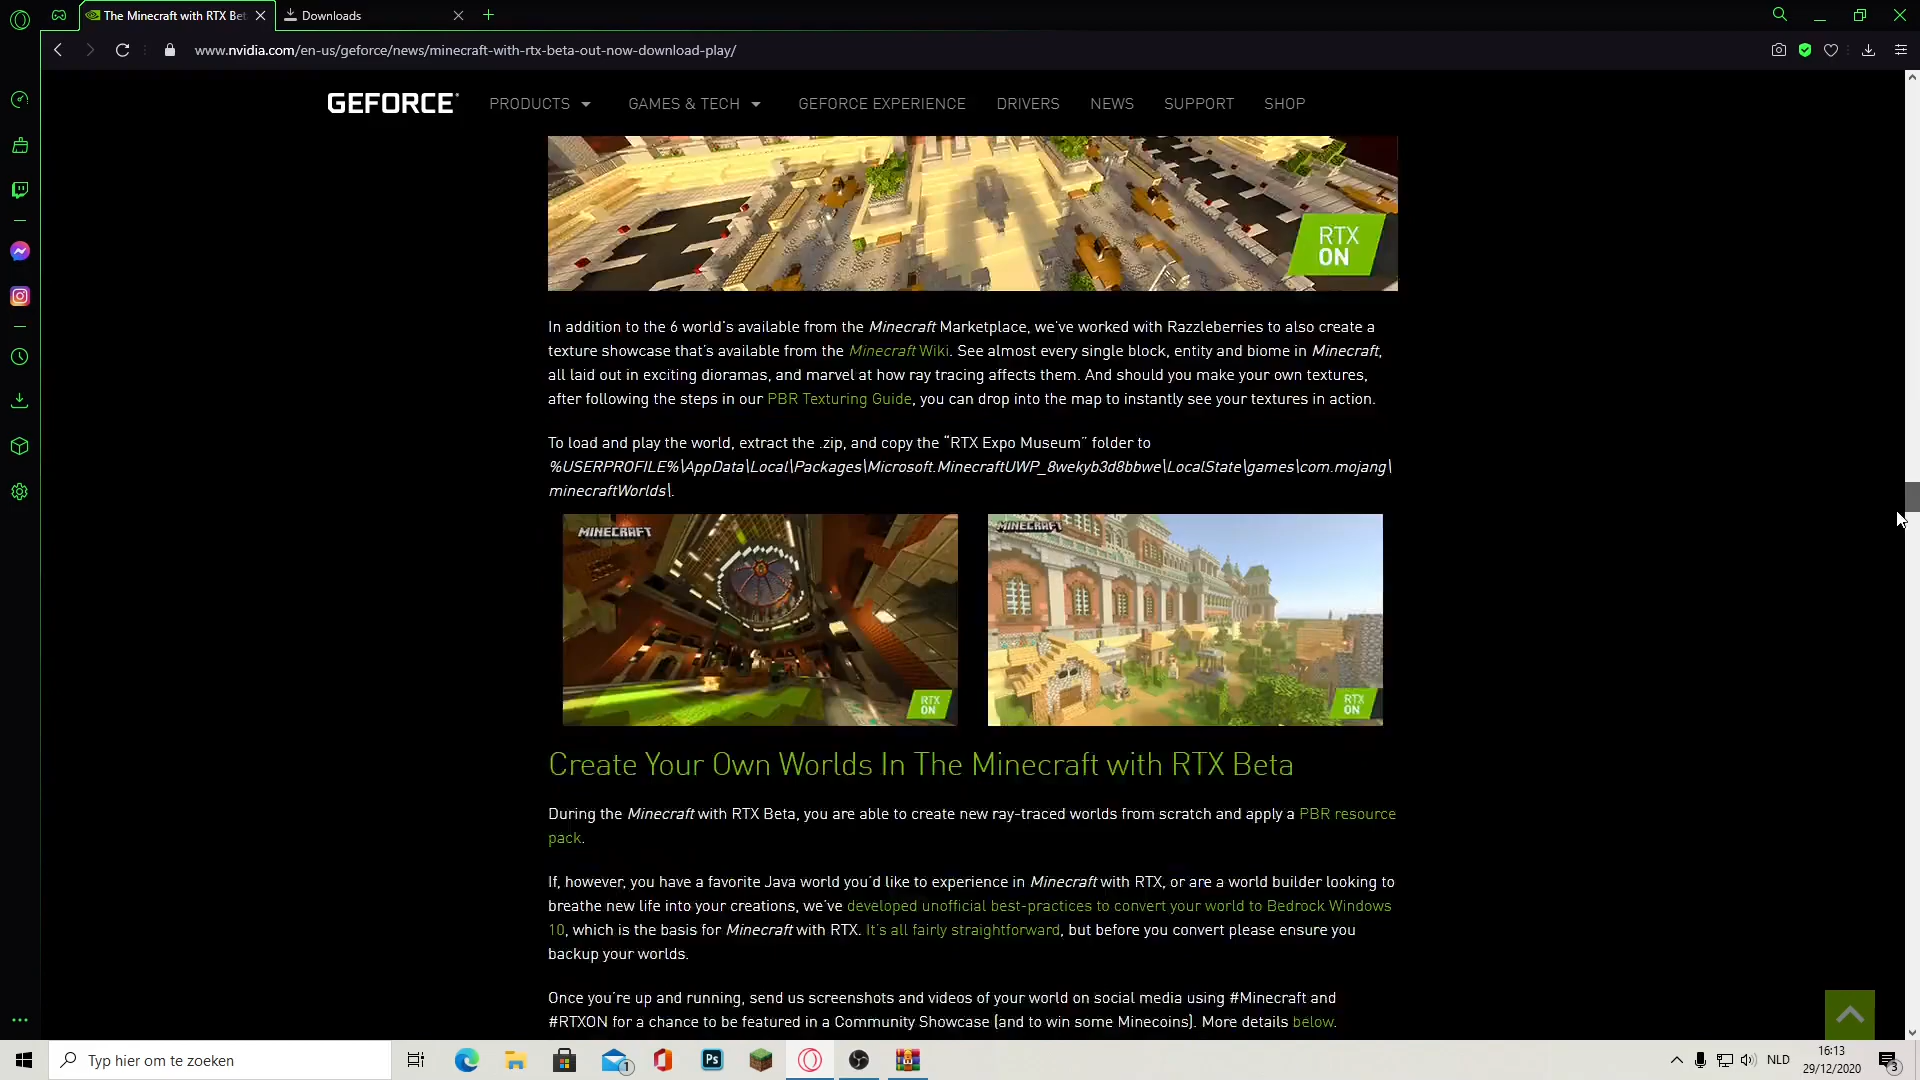 The Minecraft with RTX Bet
Downloads
www.nvidia.com/en-us/geforce/news/minecraft-with-rtx-beta-out-now-download-play/
GEFORCE
PRODUCTS
GAMES & TECH
GEFORCE EXPERIENCE
DRIVERS
NEWS
SUPPORT
SHOP
RTX
ON
In addition to the 6 world's available from the Minecraft Marketplace, we've worked with Razzleberries to also create a
texture showcase that's available from the Minecraft Wiki. See almost every single block, entity and biome in Minecraft,
all laid out in exciting dioramas, and marvel at how ray tracing affects them. And should you make your own textures,
after following the steps in our PBR Texturing Guide, you can drop into the map to instantly see your textures in action.
To load and play the world, extract the .zip, and copy the “RTX Expo Museum” folder to
%USERPROFILE%\AppData\Local\Packages\Microsoft.MinecraftUWP_8wekyb3d8bbwe\LocalState\games\com.mojang\
minecraftWorlds\.
MINECRAFT
RTX
ON
MINECRAFT
RTX
ON
Create Your Own Worlds In The Minecraft with RTX Beta
During the Minecraft with RTX Beta, you are able to create new ray-traced worlds from scratch and apply a PBR resource
pack.
If, however, you have a favorite Java world you'd like to experience in Minecraft with RTX, or are a world builder looking to
breathe new life into your creations, we've developed unofficial best-practices to convert your world to Bedrock Windows
10, which is the basis for Minecraft with RTX. It's all fairly straightforward, but before you convert please ensure you
backup your worlds.
Once you're up and running, send us screenshots and videos of your world on social media using #Minecraft and
#RTXON for a chance to be featured in a Community Showcase (and to win some Minecoins). More details below.
Typ hier om te zoeken
1
Ps
NLD
16:13
29/12/2020
3